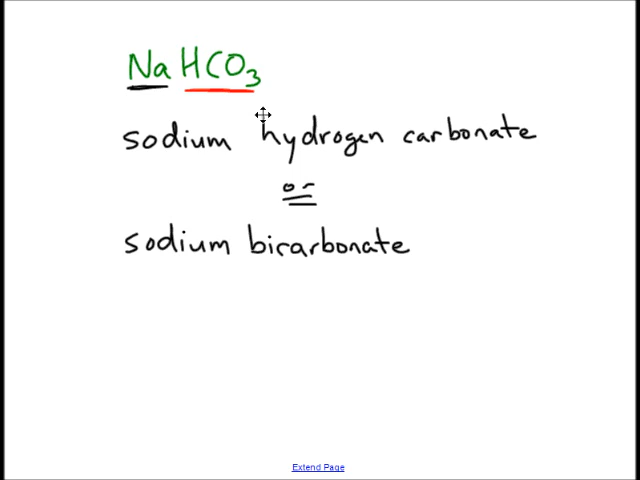 NaHCO3
sodium hydrogen carbonate
or
sodium bicarbonate
Extend Page